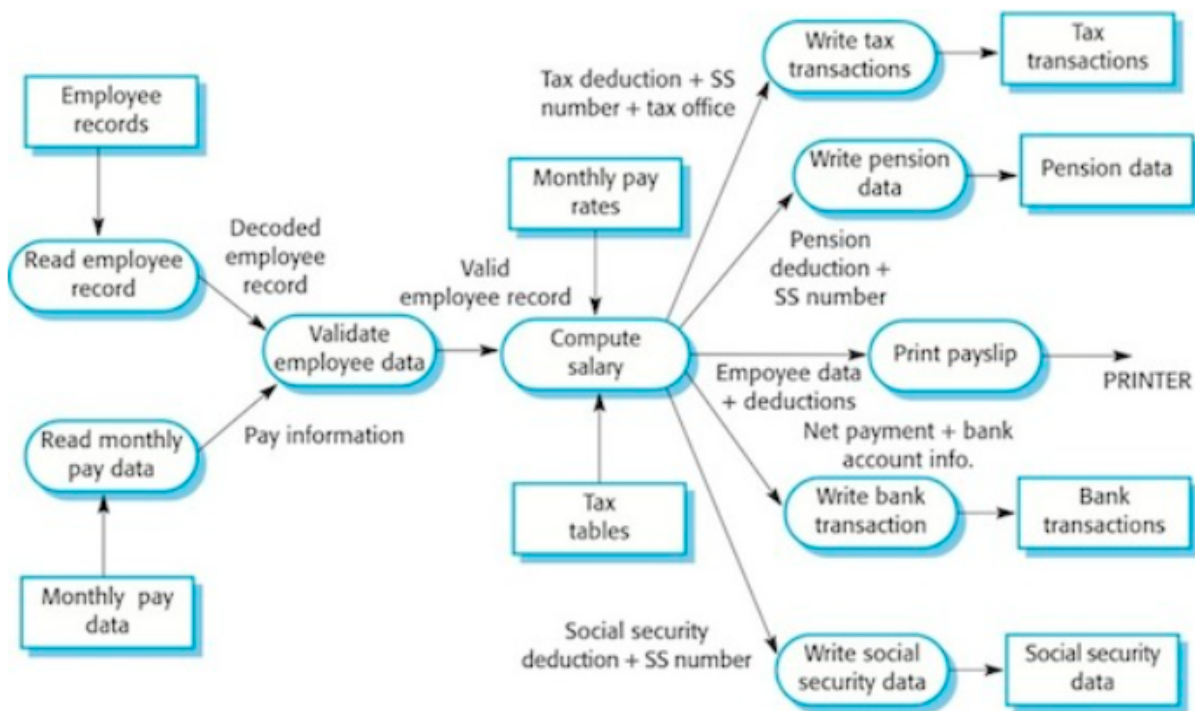 Employee
records
Read employee
record
Decoded
employee
record
Read monthly
pay data
Pay information
Monthly pay
data
Validate
employee data
Valid
employee record
Monthly pay
rates
Compute
salary
Tax
tables
Tax deduction + SS
number + tax office
Write tax
transactions
Tax
transactions
Write pension
data
Pension data
Pension
deduction +
SS number
Empoyee data
+ deductions
Print payslip
PRINTER
Net payment + bank
account info.
Write bank
transaction
Bank
transactions
Social security
deduction + SS number
Write social
security data
Social security
data